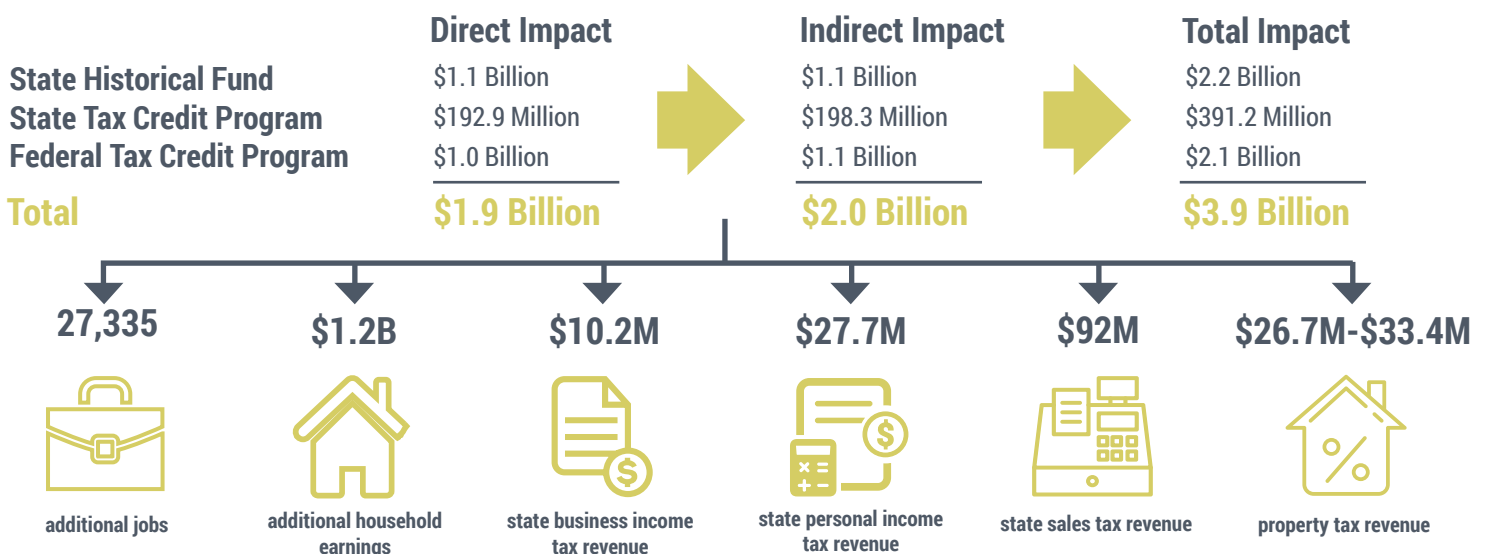 Direct Impact Indirect Impact Total Impact
State Historical Fund $1.1 Billion $1.1 Billion $2.2 Billion
State Tax Credit Program $192.9 Million $198.3 Million $391.2 Million
Federal Tax Credit Program $1.0 Billion $1.1 Billion $2.1 Billion
Total $1.9 Billion $2.0 Billion $3.9 Billion
27,335 $1.2B $10.2M $27.7M $92M $26.7M-$33.4M
$ $
× =
+ -
%
additional jobs additional household state business income state personal income state sales tax revenue property tax revenue
earnings tax revenue tax revenue